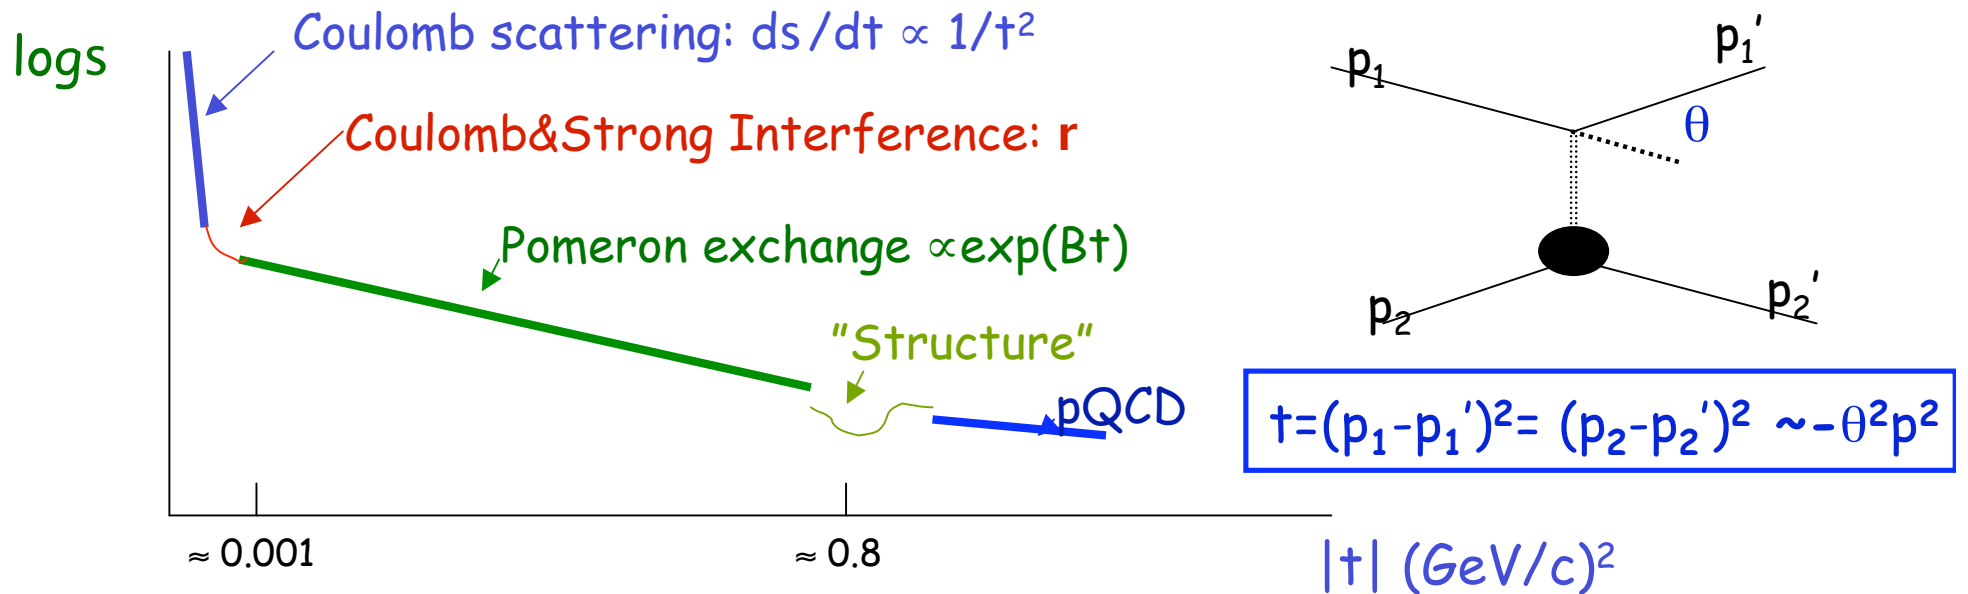 logs
Coulomb scattering: ds/dt ∝ 1/t²
Coulomb&Strong Interference: r
Pomeron exchange ∝exp(Bt)
"Structure"
pQCD
≈ 0.001
≈ 0.8
|t| (GeV/c)²
p₁
p₁'
θ
p₂
p₂'
t=(p₁-p₁')²= (p₂-p₂')² ~-θ²p²